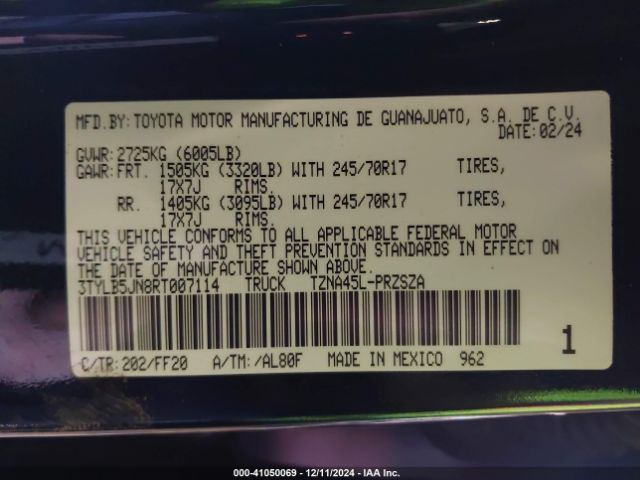 MFD.BY: TOYOTA MOTOR MANUFACTURING DE GUANAJUATO, S.A. DE C.V.
DATE: 02/24
GVWR: 2725KG (6005LB)
GAWR: FRT. 1505KG (3320LB) WITH 245/70R17 TIRES,
17X7J RIMS.
RR. 1405KG (3095LB) WITH 245/70R17 TIRES,
17X7J RIMS.
THIS VEHICLE CONFORMS TO ALL APPLICABLE FEDERAL MOTOR
VEHICLE SAFETY AND THEFT PREVENTION STANDARDS IN EFFECT ON
THE DATE OF MANUFACTURE SHOWN ABOVE.
3TYLB5JN8RT007114 TRUCK TZNA45L-PRZSZA
C/TR: 202/FF20 A/TM: /AL80F MADE IN MEXICO 962
1
000-41050069 - 12/11/2024 - IAA Inc.